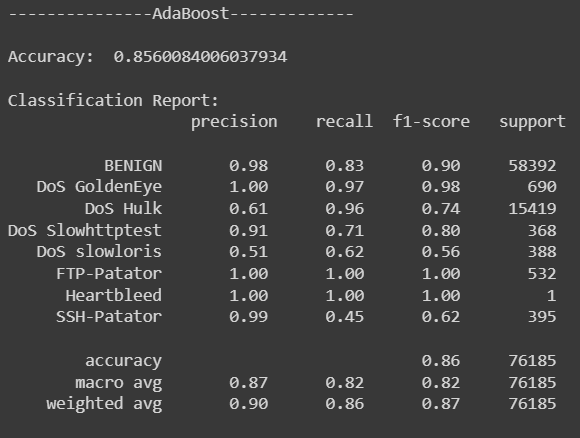 ---------------AdaBoost-------------
Accuracy:  0.8560084006037934
Classification Report:
precision    recall  f1-score   support
BENIGN       0.98      0.83      0.90     58392
DoS GoldenEye       1.00      0.97      0.98       690
DoS Hulk       0.61      0.96      0.74     15419
DoS Slowhttptest       0.91      0.71      0.80       368
DoS slowloris       0.51      0.62      0.56       388
FTP-Patator       1.00      1.00      1.00       532
Heartbleed       1.00      1.00      1.00         1
SSH-Patator       0.99      0.45      0.62       395
accuracy                           0.86     76185
macro avg       0.87      0.82      0.82     76185
weighted avg       0.90      0.86      0.87     76185